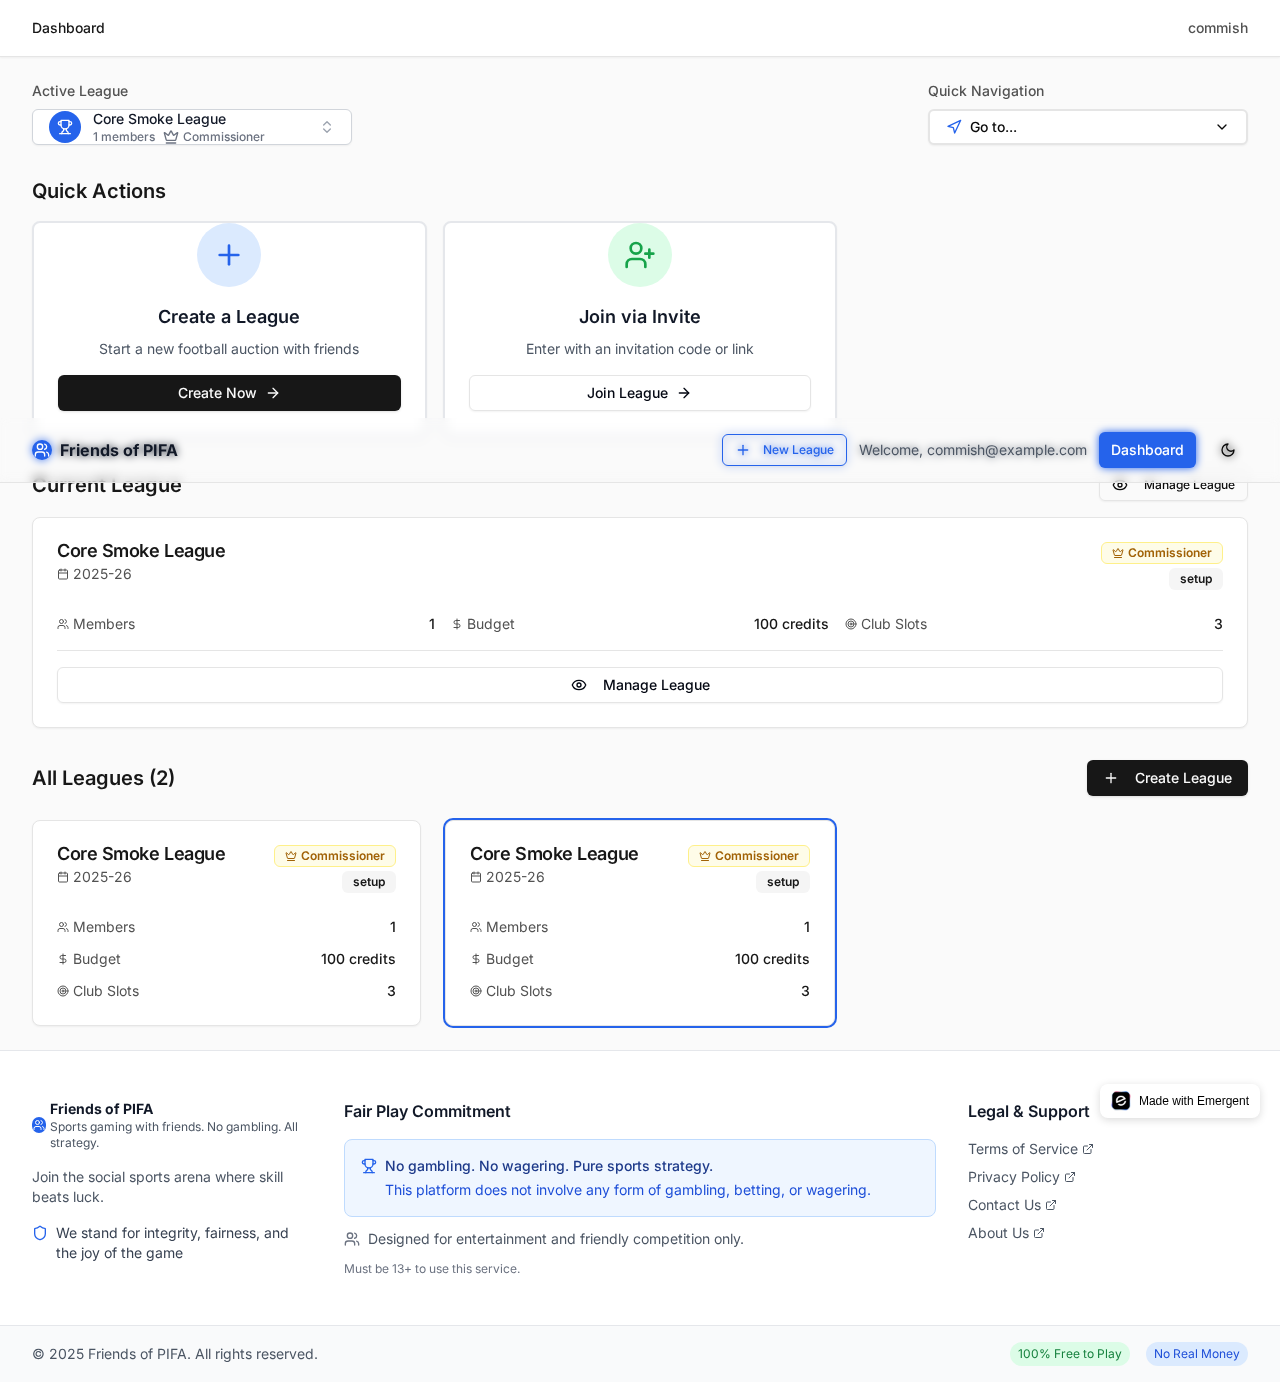 Dashboard
commish
Active League
Quick Navigation
Core Smoke League
1 members Commissioner
Go to...
Quick Actions
Create a League
Start a new football auction with friends
Create Now
Join via Invite
Enter with an invitation code or link
Join League
Friends of PIFA
New League
Welcome, commish@example.com
Dashboard
Current League
Manage League
Core Smoke League
2025-26
Commissioner
setup
Members 1
Budget 100 credits
Club Slots 3
Manage League
All Leagues (2)
Create League
Core Smoke League
2025-26
Commissioner
setup
Members 1
Budget 100 credits
Club Slots 3
Core Smoke League
2025-26
Commissioner
setup
Members 1
Budget 100 credits
Club Slots 3
Friends of PIFA
Sports gaming with friends. No gambling. All
strategy.
Join the social sports arena where skill
beats luck.
We stand for integrity, fairness, and
the joy of the game
Fair Play Commitment
No gambling. No wagering. Pure sports strategy.
This platform does not involve any form of gambling, betting, or wagering.
Designed for entertainment and friendly competition only.
Must be 13+ to use this service.
Legal & Support
Terms of Service
Privacy Policy
Contact Us
About Us
Made with Emergent
© 2025 Friends of PIFA. All rights reserved.
100% Free to Play
No Real Money